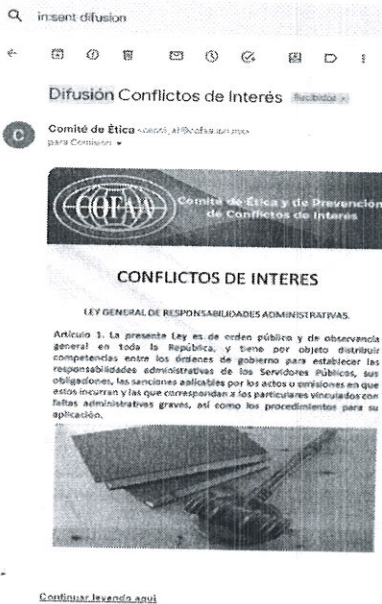 in:sent difusion
Difusión Conflictos de Interés Recibidos ×
C
Comité de Ética
para Comision
COFAA
Comité de Ética y de Prevención
de Conflictos de Interés
CONFLICTOS DE INTERES
LEY GENERAL DE RESPONSABILIDADES ADMINISTRATIVAS.
Artículo 1. La presente Ley es de orden público y de observancia
general en toda la República, y tiene por objeto distribuir
competencias entre los órdenes de gobierno para establecer las
responsabilidades administrativas de los Servidores Públicos, sus
obligaciones, las sanciones aplicables por los actos u omisiones en que
estos incurran y las que correspondan a los particulares vinculados con
faltas administrativas graves, así como los procedimientos para su
aplicación.
Continuar leyendo aquí